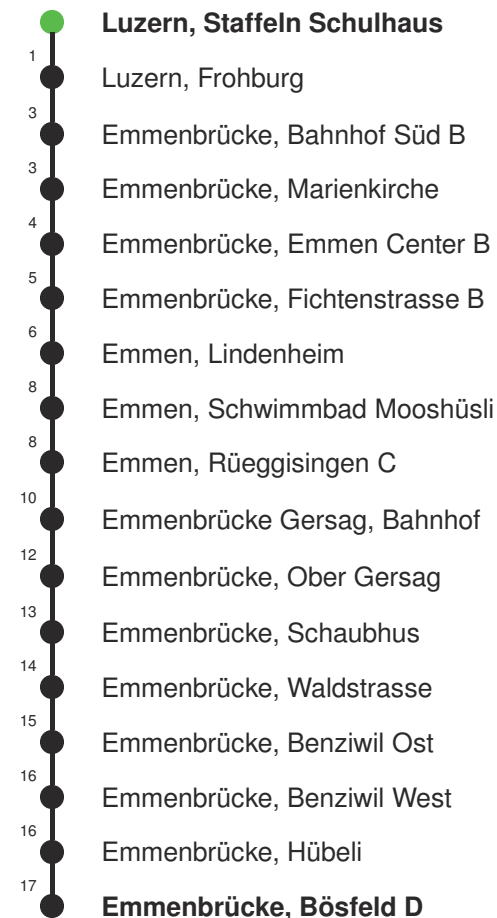 Luzern, Staffeln Schulhaus
1
Luzern, Frohburg
3
Emmenbrücke, Bahnhof Süd B
3
Emmenbrücke, Marienkirche
4
Emmenbrücke, Emmen Center B
5
Emmenbrücke, Fichtenstrasse B
6
Emmen, Lindenheim
8
Emmen, Schwimmbad Mooshüsli
8
Emmen, Rüeggisingen C
10
Emmenbrücke Gersag, Bahnhof
12
Emmenbrücke, Ober Gersag
13
Emmenbrücke, Schaubhus
14
Emmenbrücke, Waldstrasse
15
Emmenbrücke, Benziwil Ost
16
Emmenbrücke, Benziwil West
16
Emmenbrücke, Hübeli
17
Emmenbrücke, Bösfeld D